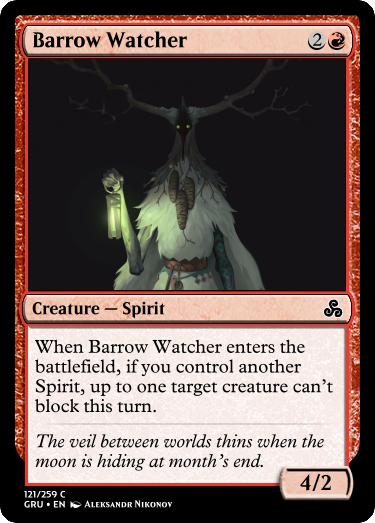 Barrow Watcher 2
Creature — Spirit
When Barrow Watcher enters the
battlefield, if you control another
Spirit, up to one target creature can't
block this turn.
The veil between worlds thins when the
moon is hiding at month's end.
4/2
121/259 C
GRU • EN Aleksandr Nikonov